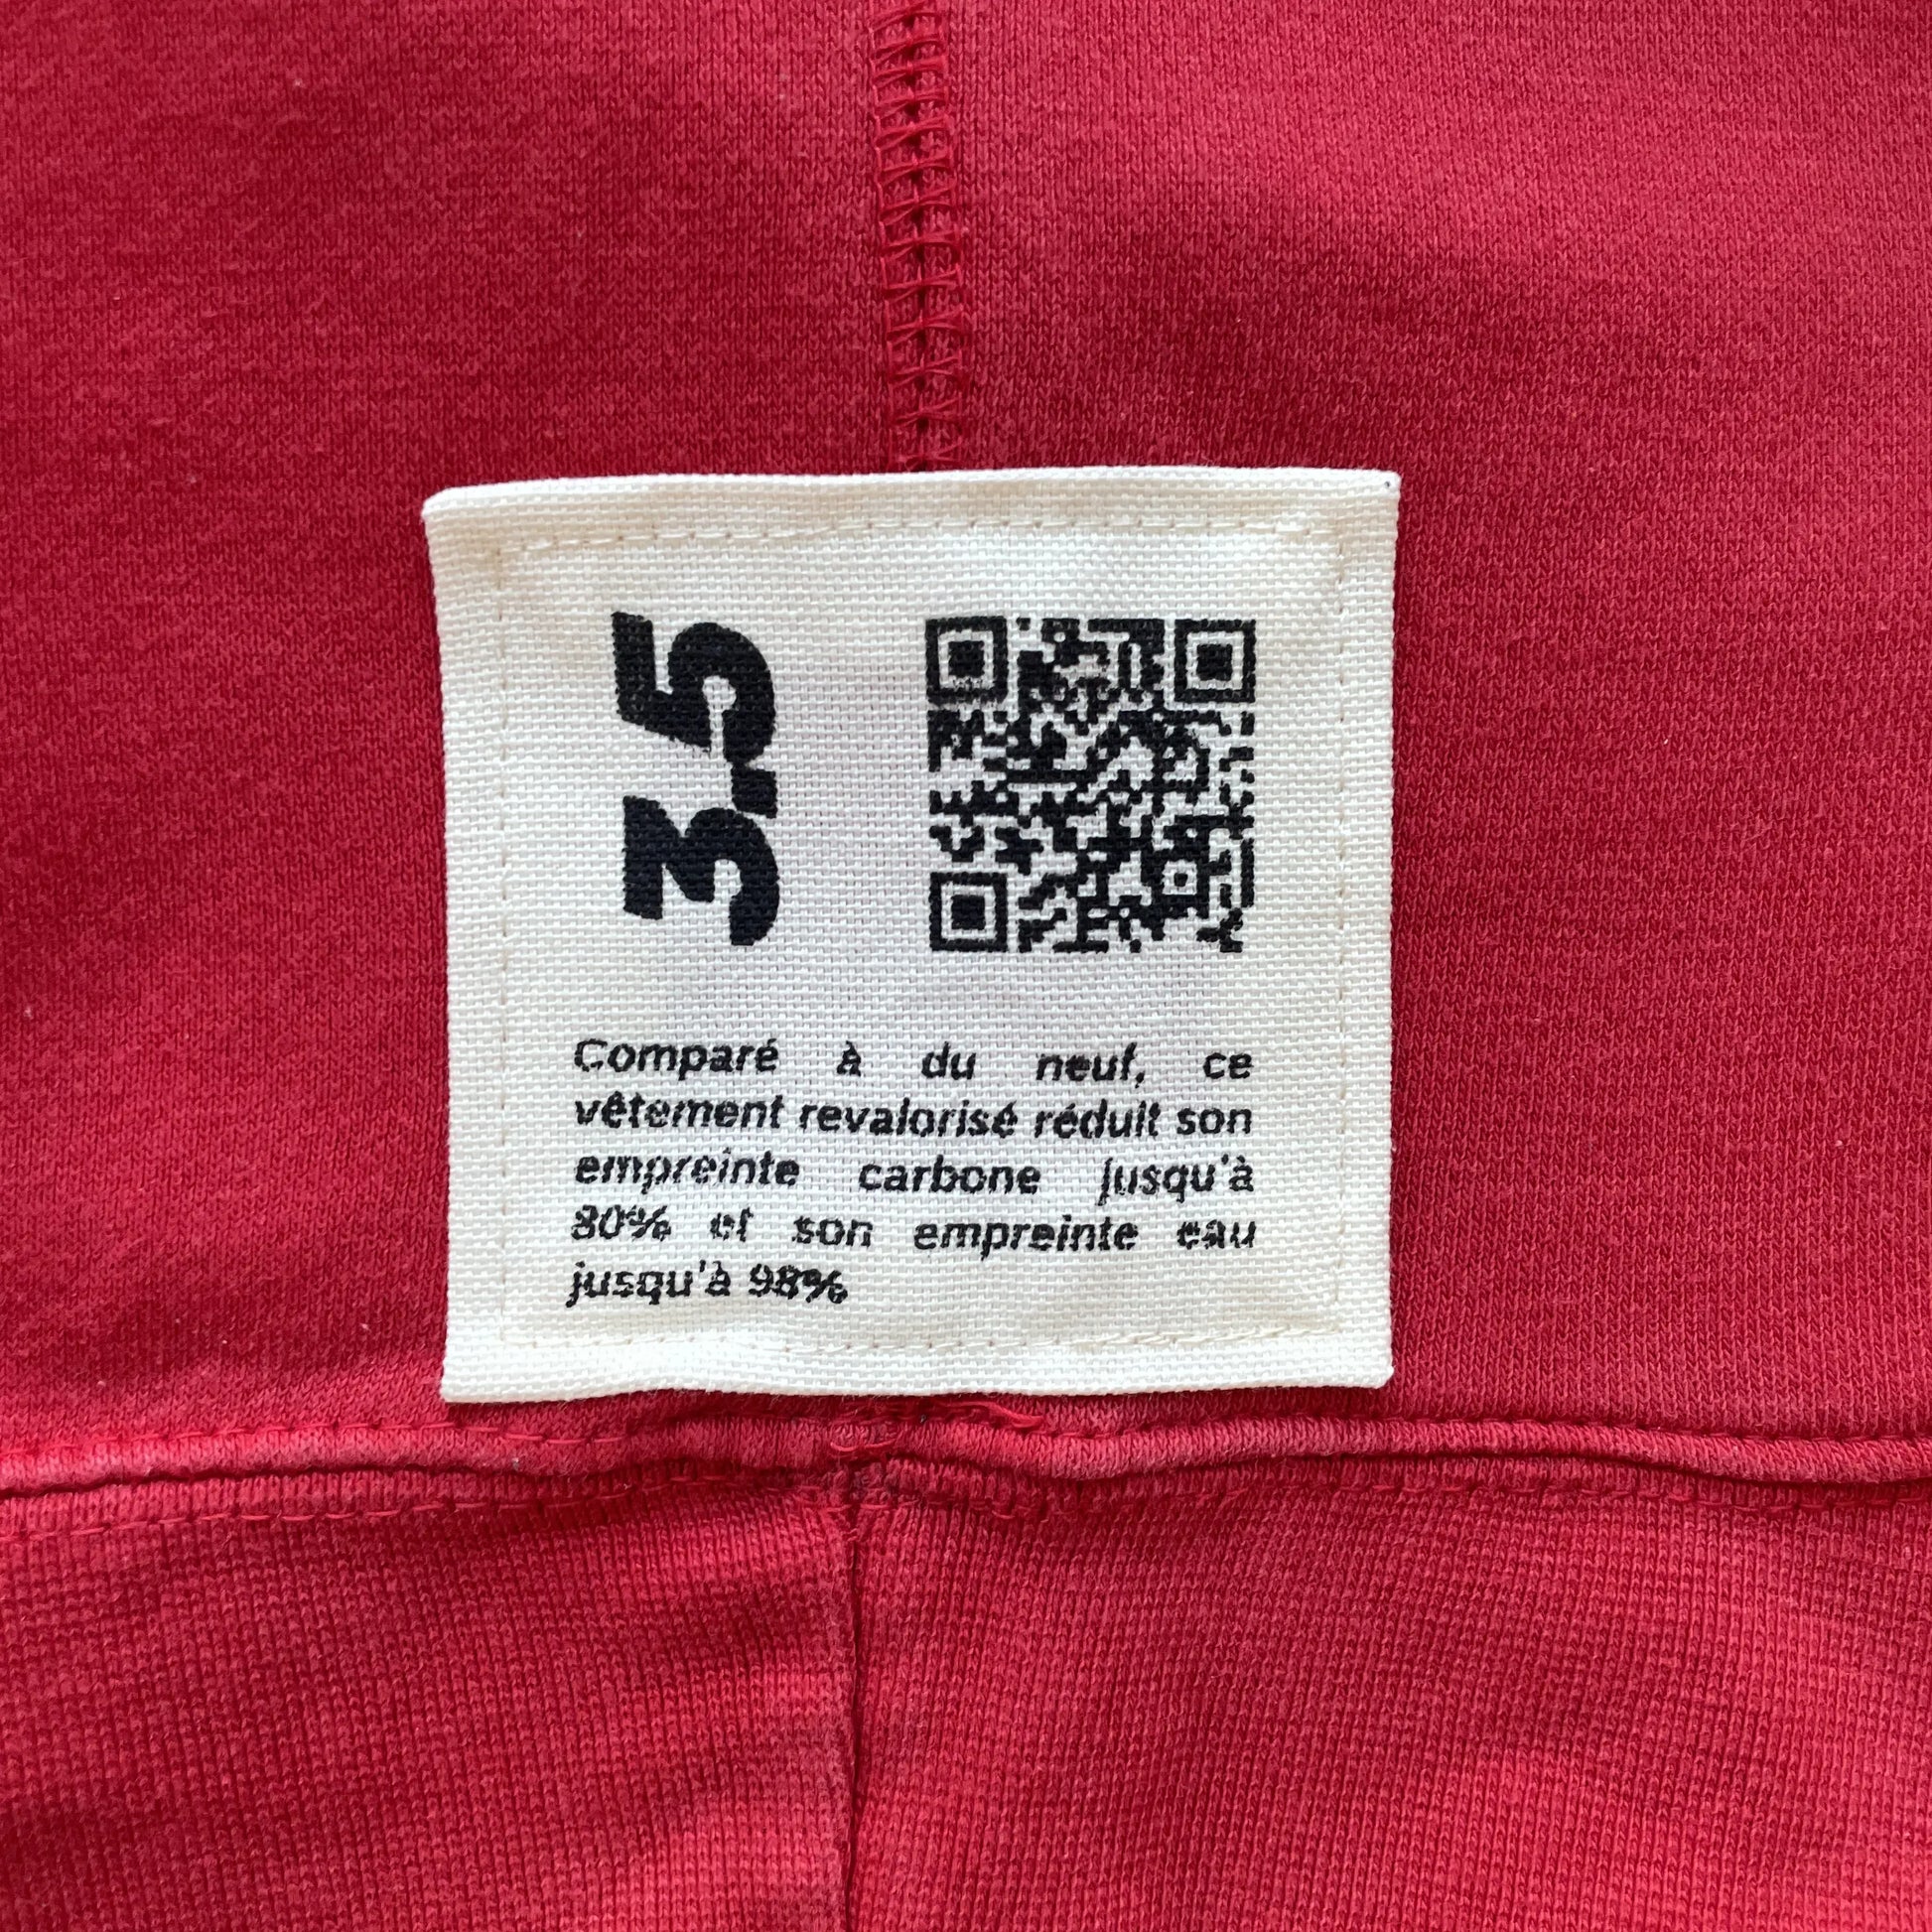 3.5
Comparé à du neuf, ce
vêtement revalorisé réduit son
empreinte carbone jusqu'à
80% et son empreinte eau
jusqu'à 98%